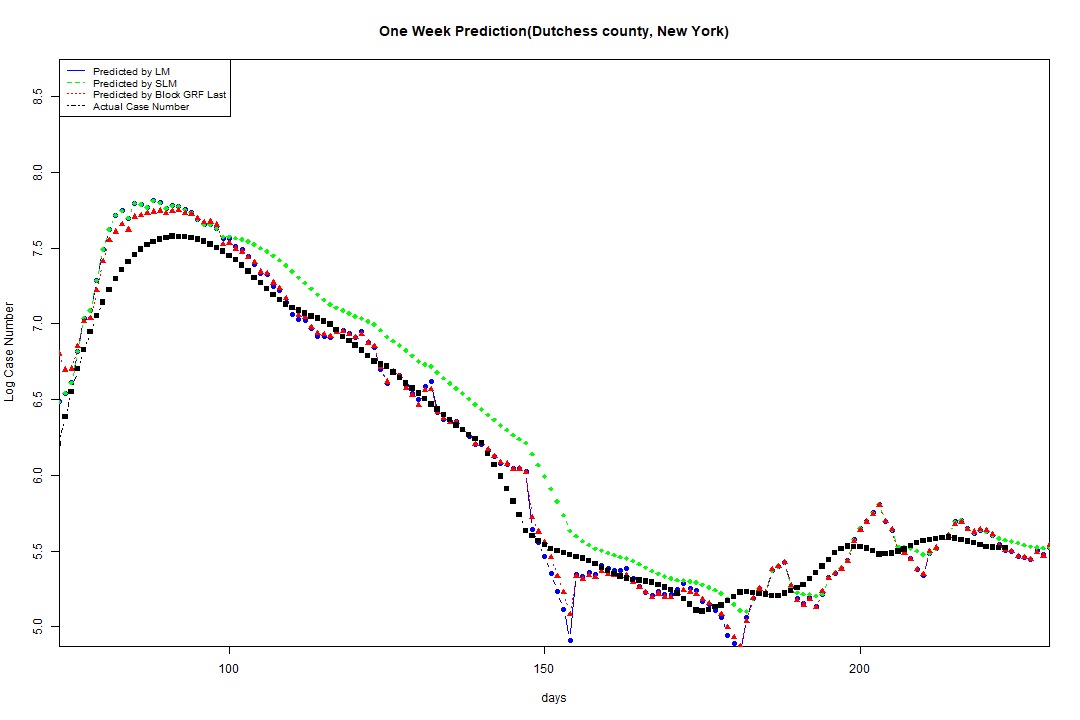 One Week Prediction(Dutchess county, New York)
Predicted by LM
Predicted by SLM
Predicted by Block GRF Last
Actual Case Number
8.5
8.0
7.5
7.0
6.5
6.0
5.5
5.0
Log Case Number
100
150
200
days